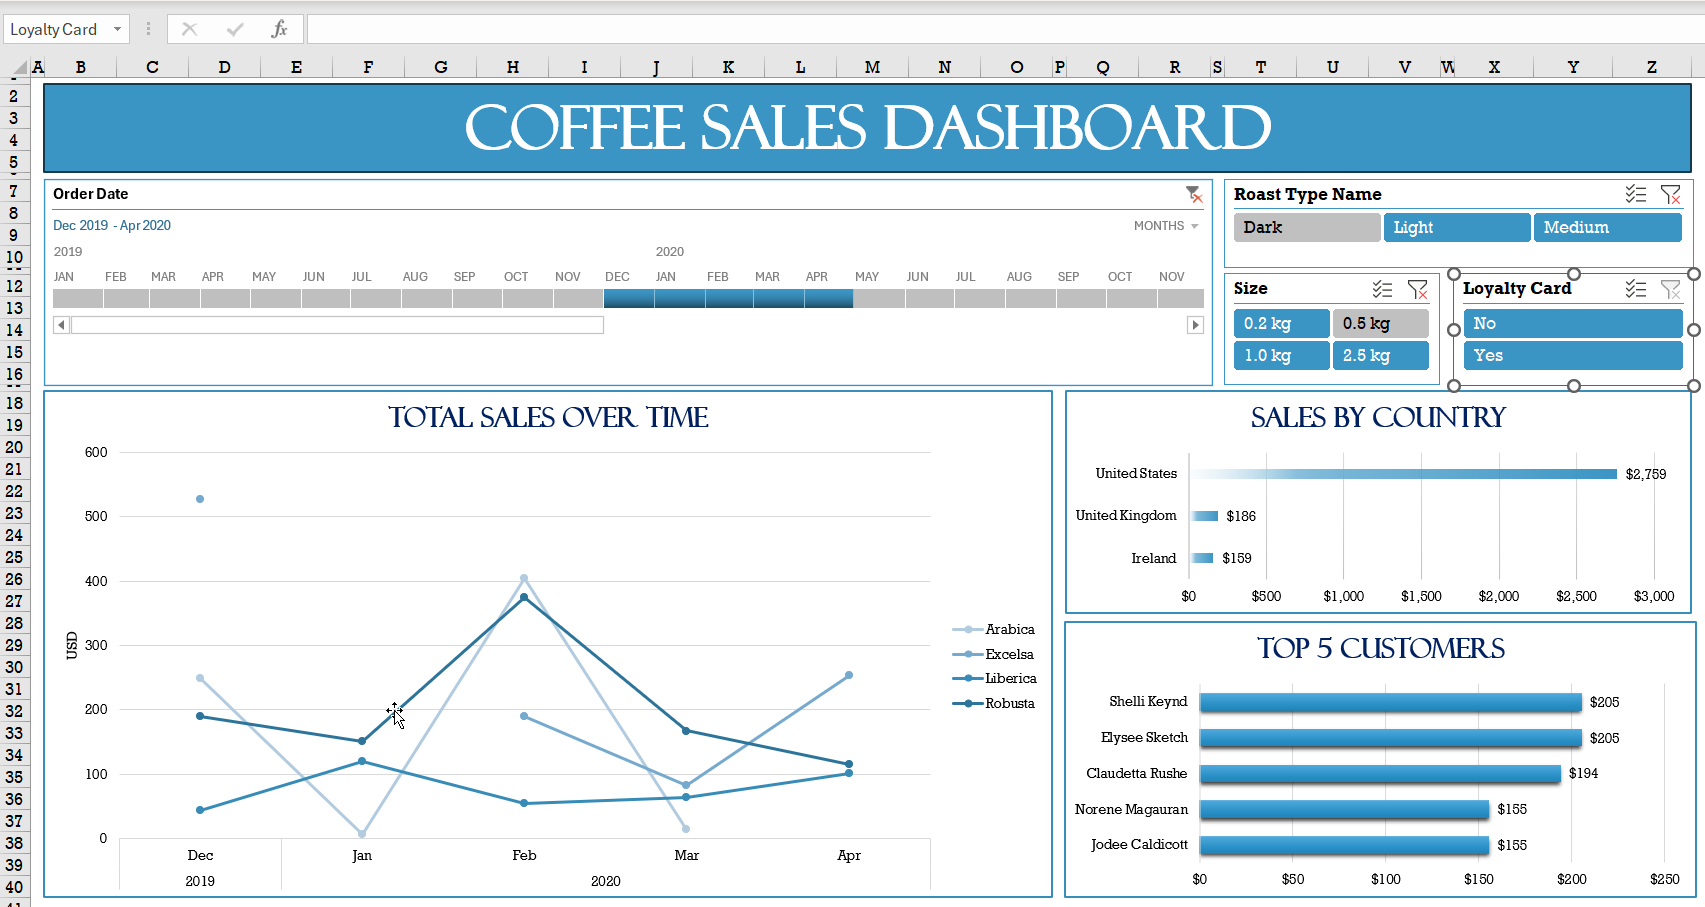 Loyalty Card
fx
A B C D E F G H I J K L M N O P Q R S T U V W X Y Z
2
3
4
5
7
8
9
10
12
13
14
15
16
18
19
20
21
22
23
24
25
26
27
28
29
30
31
32
33
34
35
36
37
38
39
40
41
COFFEE SALES DASHBOARD
Order Date
Dec 2019 - Apr 2020
MONTHS
2019 2020
JAN FEB MAR APR MAY JUN JUL AUG SEP OCT NOV DEC JAN FEB MAR APR MAY JUN JUL AUG SEP OCT NOV
Roast Type Name
Dark Light Medium
Size
0.2 kg 0.5 kg
1.0 kg 2.5 kg
Loyalty Card
No
Yes
TOTAL SALES OVER TIME
600
500
400
300
200
100
0
USD
Dec Jan Feb Mar Apr
2019 2020
Arabica
Excelsa
Liberica
Robusta
SALES BY COUNTRY
United States $2,759
United Kingdom $186
Ireland $159
$0 $500 $1,000 $1,500 $2,000 $2,500 $3,000
TOP 5 CUSTOMERS
Shelli Keynd $205
Elysee Sketch $205
Claudetta Rushe $194
Norene Magauran $155
Jodee Caldicott $155
$0 $50 $100 $150 $200 $250